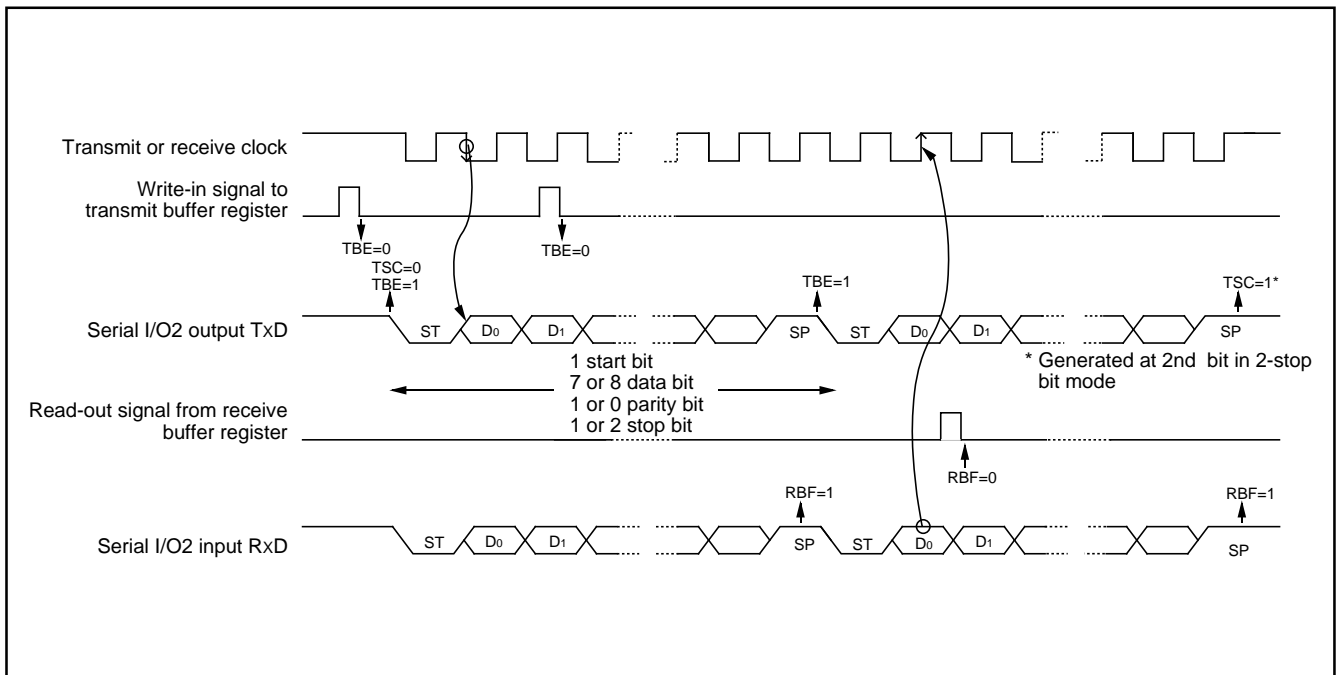 Transmit or receive clock
Write-in signal to
transmit buffer register
TBE=0
TBE=0
TSC=0
TBE=1
TBE=1
TSC=1*
Serial I/O2 output TxD
ST
D0
D1
SP
ST
D0
D1
SP
1 start bit
7 or 8 data bit
1 or 0 parity bit
1 or 2 stop bit
* Generated at 2nd bit in 2-stop
bit mode
Read-out signal from receive
buffer register
RBF=0
RBF=1
RBF=1
Serial I/O2 input RxD
ST
D0
D1
SP
ST
D0
D1
SP